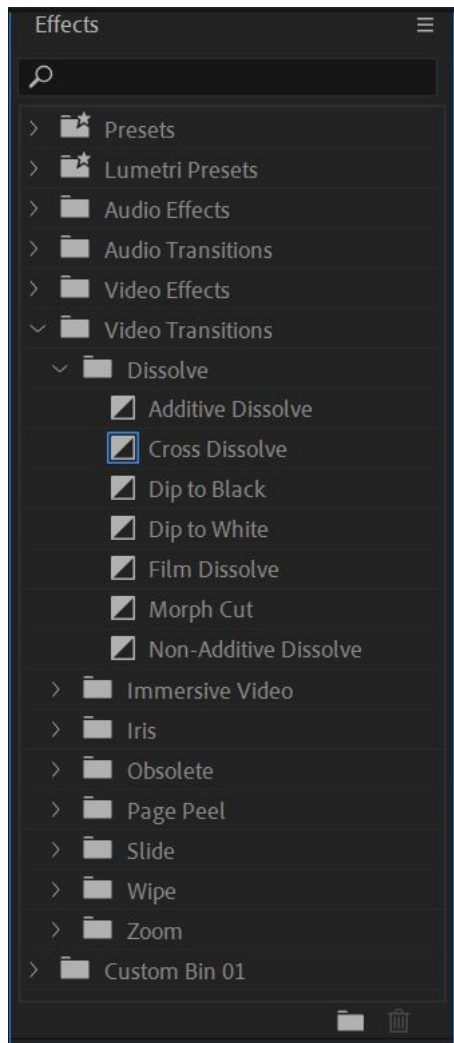 Effects
Presets
Lumetri Presets
Audio Effects
Audio Transitions
Video Effects
Video Transitions
Dissolve
Additive Dissolve
Cross Dissolve
Dip to Black
Dip to White
Film Dissolve
Morph Cut
Non-Additive Dissolve
Immersive Video
Iris
Obsolete
Page Peel
Slide
Wipe
Zoom
Custom Bin 01